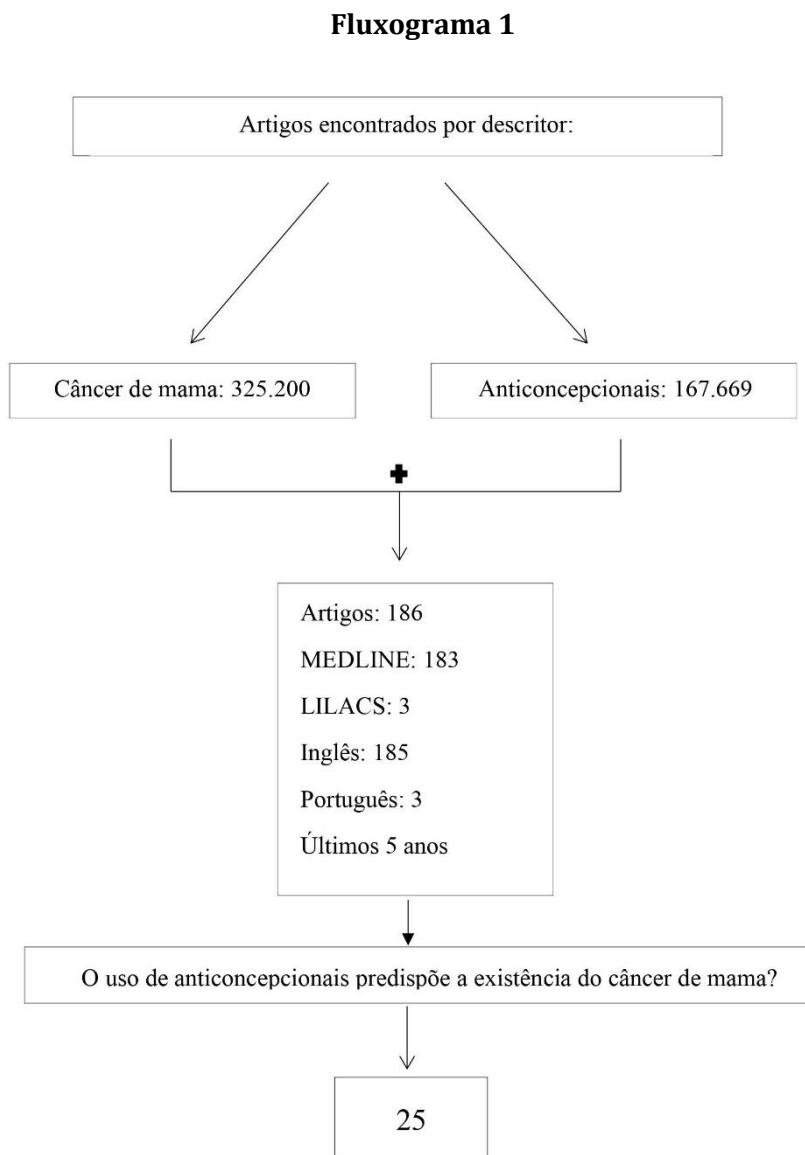 Fluxograma 1
Artigos encontrados por descritor:
Câncer de mama: 325.200
Anticoncepcionais: 167.669
Artigos: 186
MEDLINE: 183
LILACS: 3
Inglês: 185
Português: 3
Últimos 5 anos
O uso de anticoncepcionais predispõe a existência do câncer de mama?
25